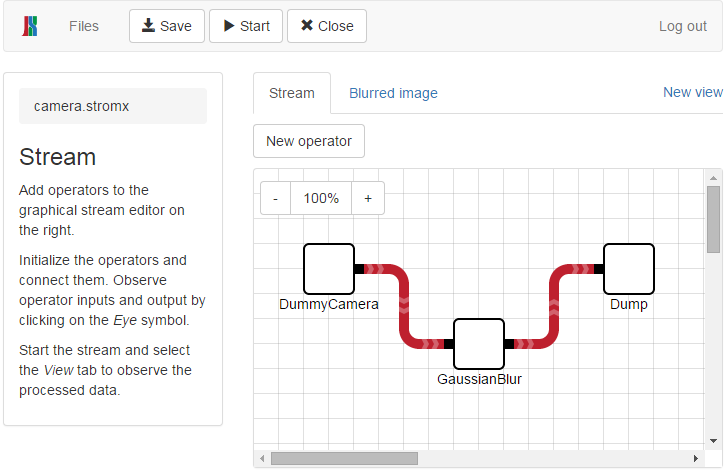 Files Save Start Close Log out
camera.stromx
Stream
Add operators to the
graphical stream editor on
the right.
Initialize the operators and
connect them. Observe
operator inputs and output by
clicking on the Eye symbol.
Start the stream and select
the View tab to observe the
processed data.
Stream Blurred image New view
New operator
- 100% +
DummyCamera
Dump
GaussianBlur